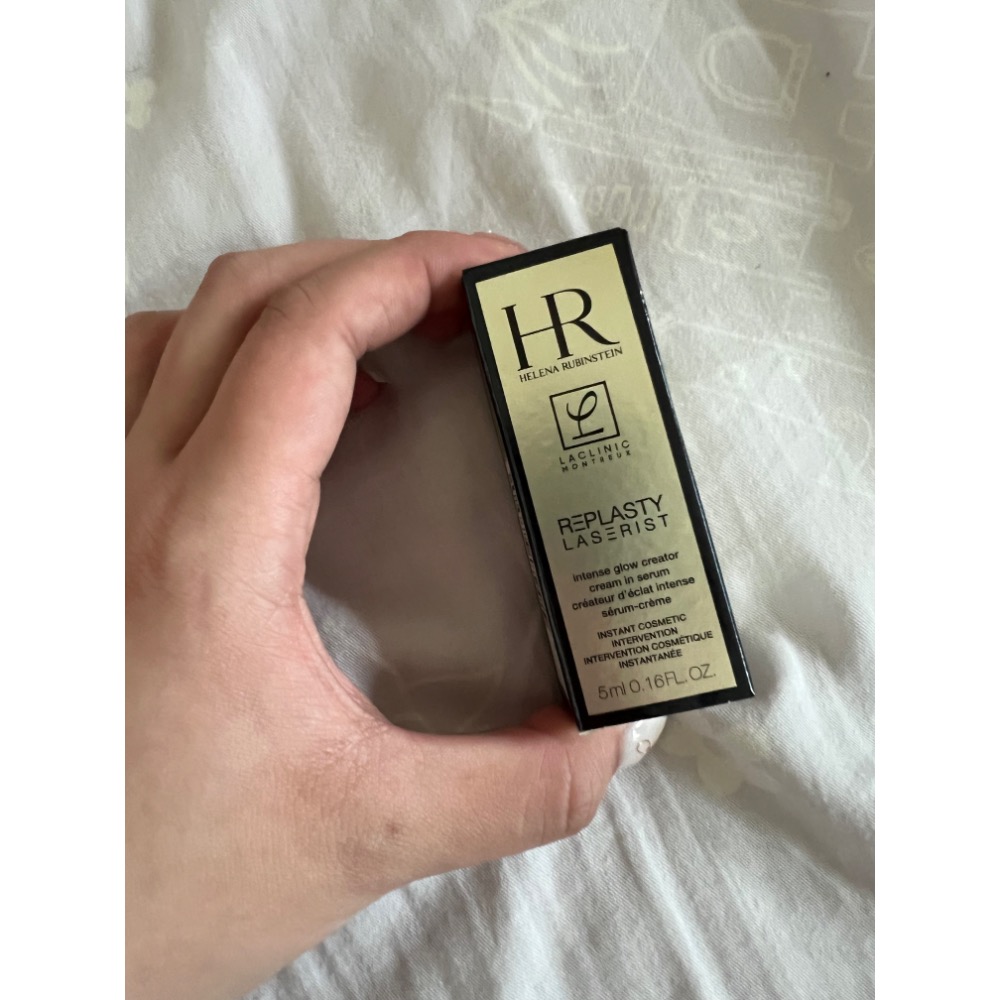 HR
HELENA RUBINSTEIN
LACLINIC
MONTREUX
REPLASTY
LASERIST
intense glow creator
cream in serum
créateur d'éclat intense
sérum-crème
INSTANT COSMETIC
INTERVENTION
INTERVENTION COSMÉTIQUE
INSTANTANÉE
5ml 0.16FL. OZ.